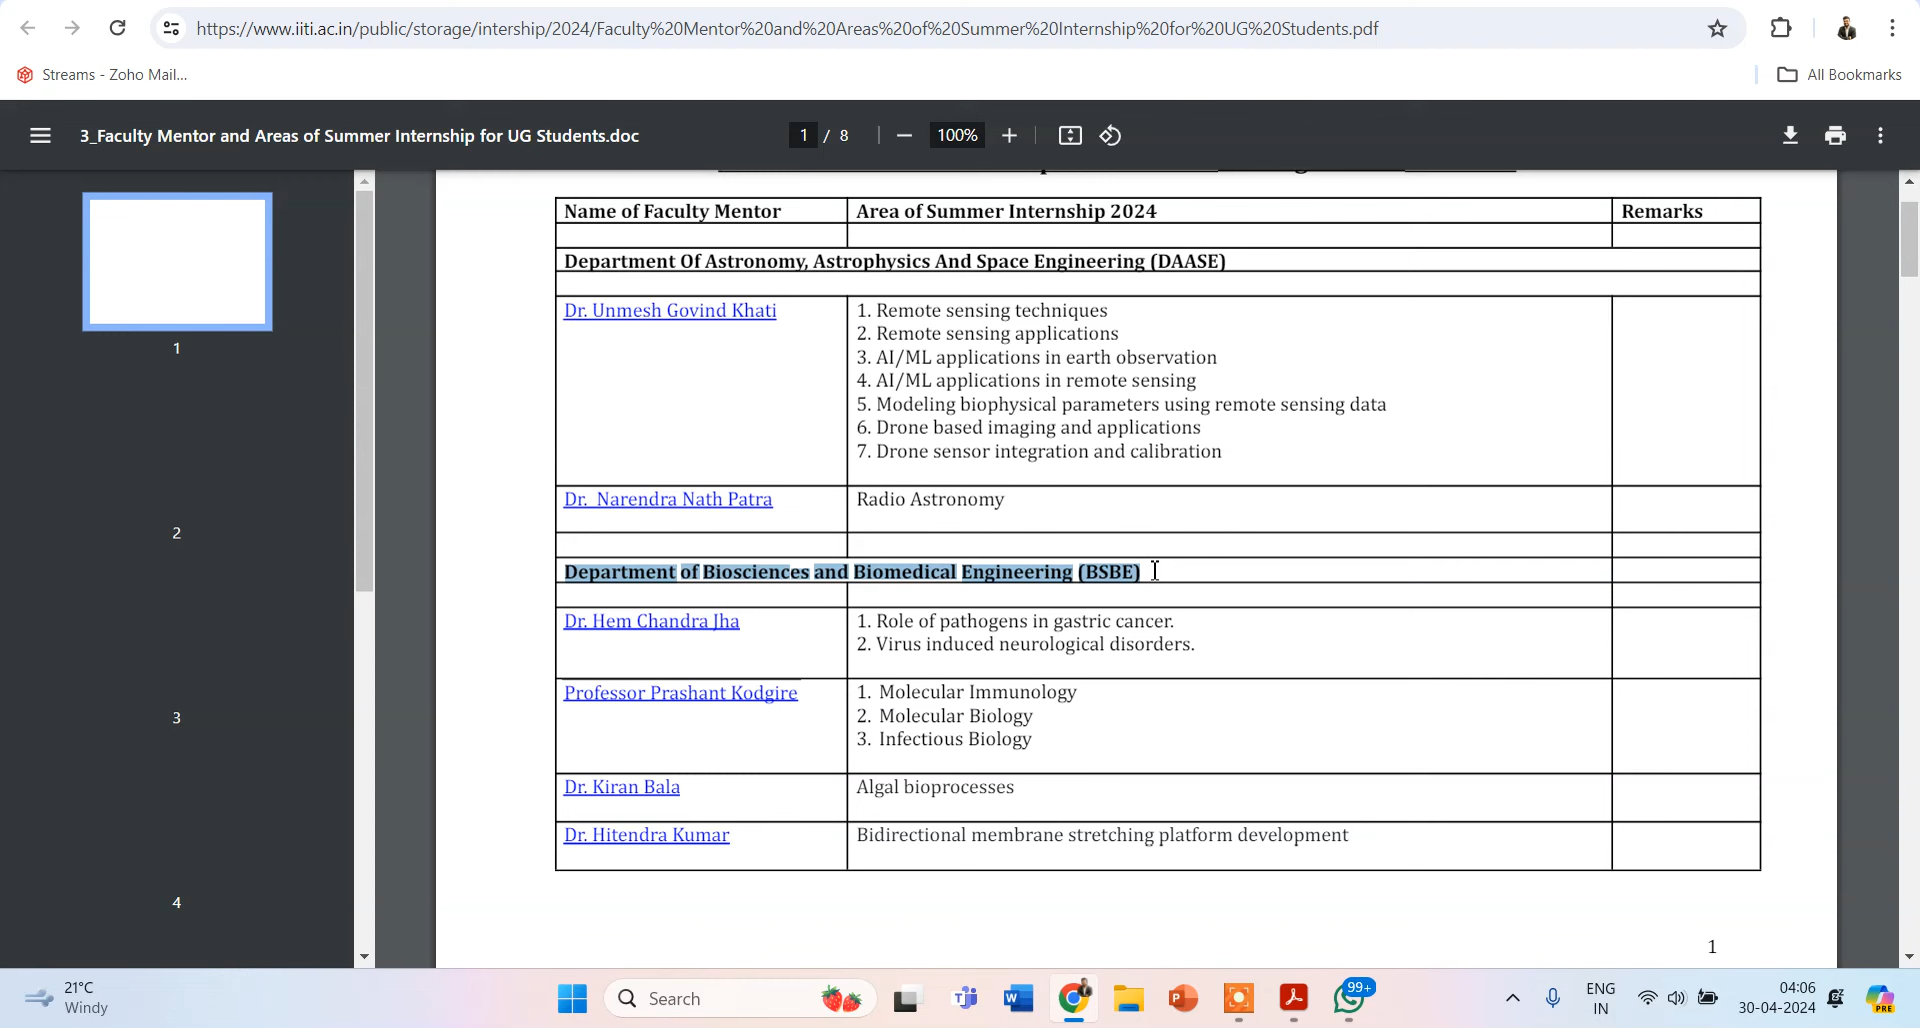 https://www.iiti.ac.in/public/storage/intership/2024/Faculty%20Mentor%20and%20Areas%20of%20Summer%20Internship%20for%20UG%20Students.pdf
Streams - Zoho Mail...
All Bookmarks
3_Faculty Mentor and Areas of Summer Internship for UG Students.doc
1 / 8
100%
Name of Faculty Mentor Area of Summer Internship 2024 Remarks
Department Of Astronomy, Astrophysics And Space Engineering (DAASE)
Dr. Unmesh Govind Khati 1. Remote sensing techniques
2. Remote sensing applications
3. AI/ML applications in earth observation
4. AI/ML applications in remote sensing
5. Modeling biophysical parameters using remote sensing data
6. Drone based imaging and applications
7. Drone sensor integration and calibration
Dr. Narendra Nath Patra Radio Astronomy
Department of Biosciences and Biomedical Engineering (BSBE)
Dr. Hem Chandra Jha 1. Role of pathogens in gastric cancer.
2. Virus induced neurological disorders.
Professor Prashant Kodgire 1. Molecular Immunology
2. Molecular Biology
3. Infectious Biology
Dr. Kiran Bala Algal bioprocesses
Dr. Hitendra Kumar Bidirectional membrane stretching platform development
1
1
2
3
4
21°C
Windy
Search
99+
ENG
IN
04:06
30-04-2024
PRE